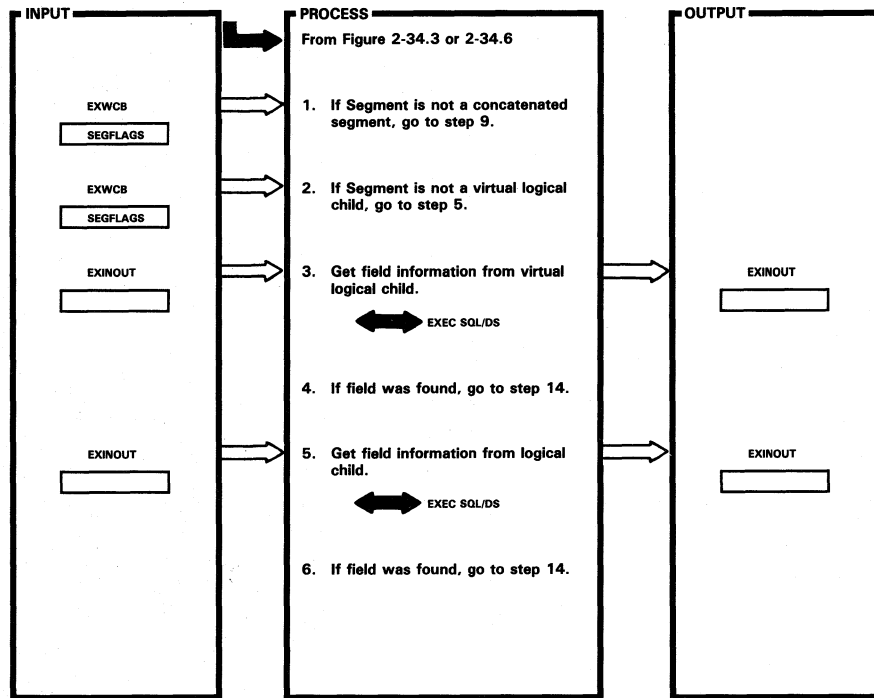 INPUT
PROCESS
OUTPUT
From Figure 2-34.3 or 2-34.6
EXWCB
SEGFLAGS
1. If Segment is not a concatenated
segment, go to step 9.
EXWCB
SEGFLAGS
2. If Segment is not a virtual logical
child, go to step 5.
EXINOUT
3. Get field information from virtual
logical child.
EXINOUT
EXEC SQL/DS
4. If field was found, go to step 14.
EXINOUT
5. Get field information from logical
child.
EXINOUT
EXEC SQL/DS
6. If field was found, go to step 14.